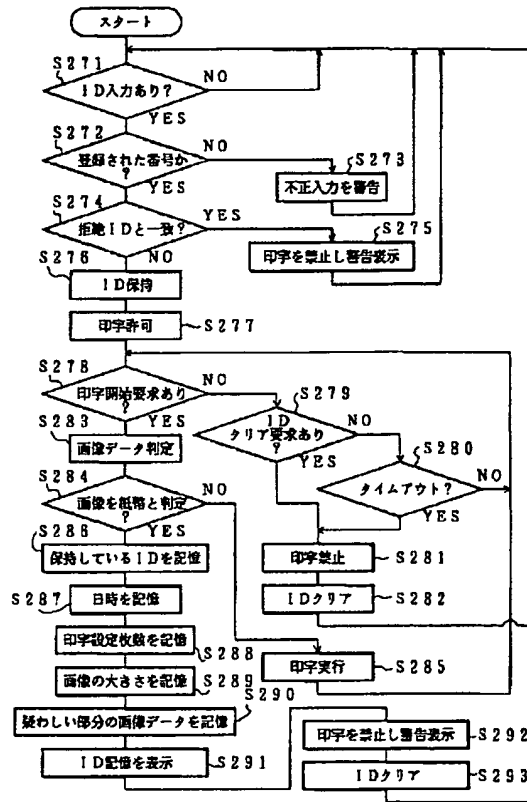 スタート
S271
ID入力あり?
NO
YES
S272
登録された番号か
?
NO
YES
S273
不正入力を警告
S274
拒絶IDと一致?
YES
NO
S275
印字を禁止し警告表示
S276
ID保持
印字許可
S277
S278
印字開始要求あり
?
NO
YES
S279
ID
クリア要求あり
?
NO
YES
S280
タイムアウト?
NO
YES
S283
画像データ判定
S284
画像を紙幣と判定
?
NO
YES
印字禁止
S281
IDクリア
S282
S286
保持しているIDを記憶
S287
日時を記憶
印字設定枚数を記憶
S288
印字実行
S285
画像の大きさを記憶
S289
S290
疑わしい部分の画像データを記憶
ID記憶を表示
S291
印字を禁止し警告表示
S292
IDクリア
S293